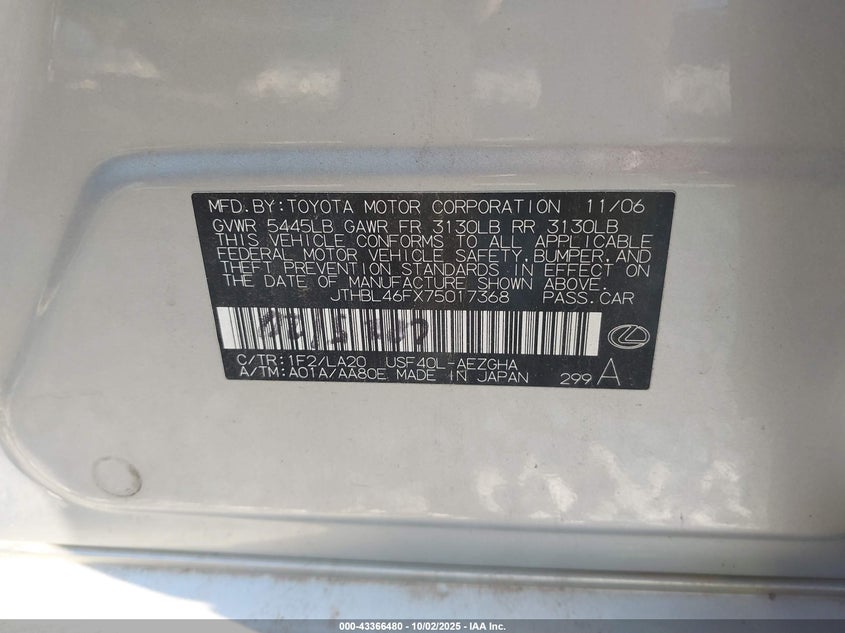 MFD.BY:TOYOTA MOTOR CORPORATION 11/06
GVWR 5445LB GAWR FR 3130LB RR 3130LB
THIS VEHICLE CONFORMS TO ALL APPLICABLE
FEDERAL MOTOR VEHICLE SAFETY,BUMPER,AND
THEFT PREVENTION STANDARDS IN EFFECT ON
THE DATE OF MANUFACTURE SHOWN ABOVE.
JTHBL46FX75017368 PASS.CAR
C/TR:1F2/LA20 USF40L-AEZGHA
A/TM:A01A/AA80E MADE IN JAPAN 299 A
000-43366480 - 10/02/2025 - IAA Inc.